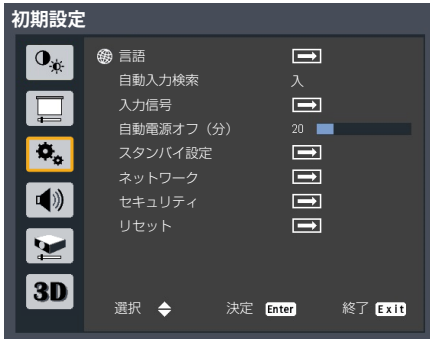 初期設定
言語
自動入力検索 入
入力信号
自動電源オフ（分） 20
スタンバイ設定
ネットワーク
セキュリティ
リセット
3D
選択 決定 Enter 終了 Exit